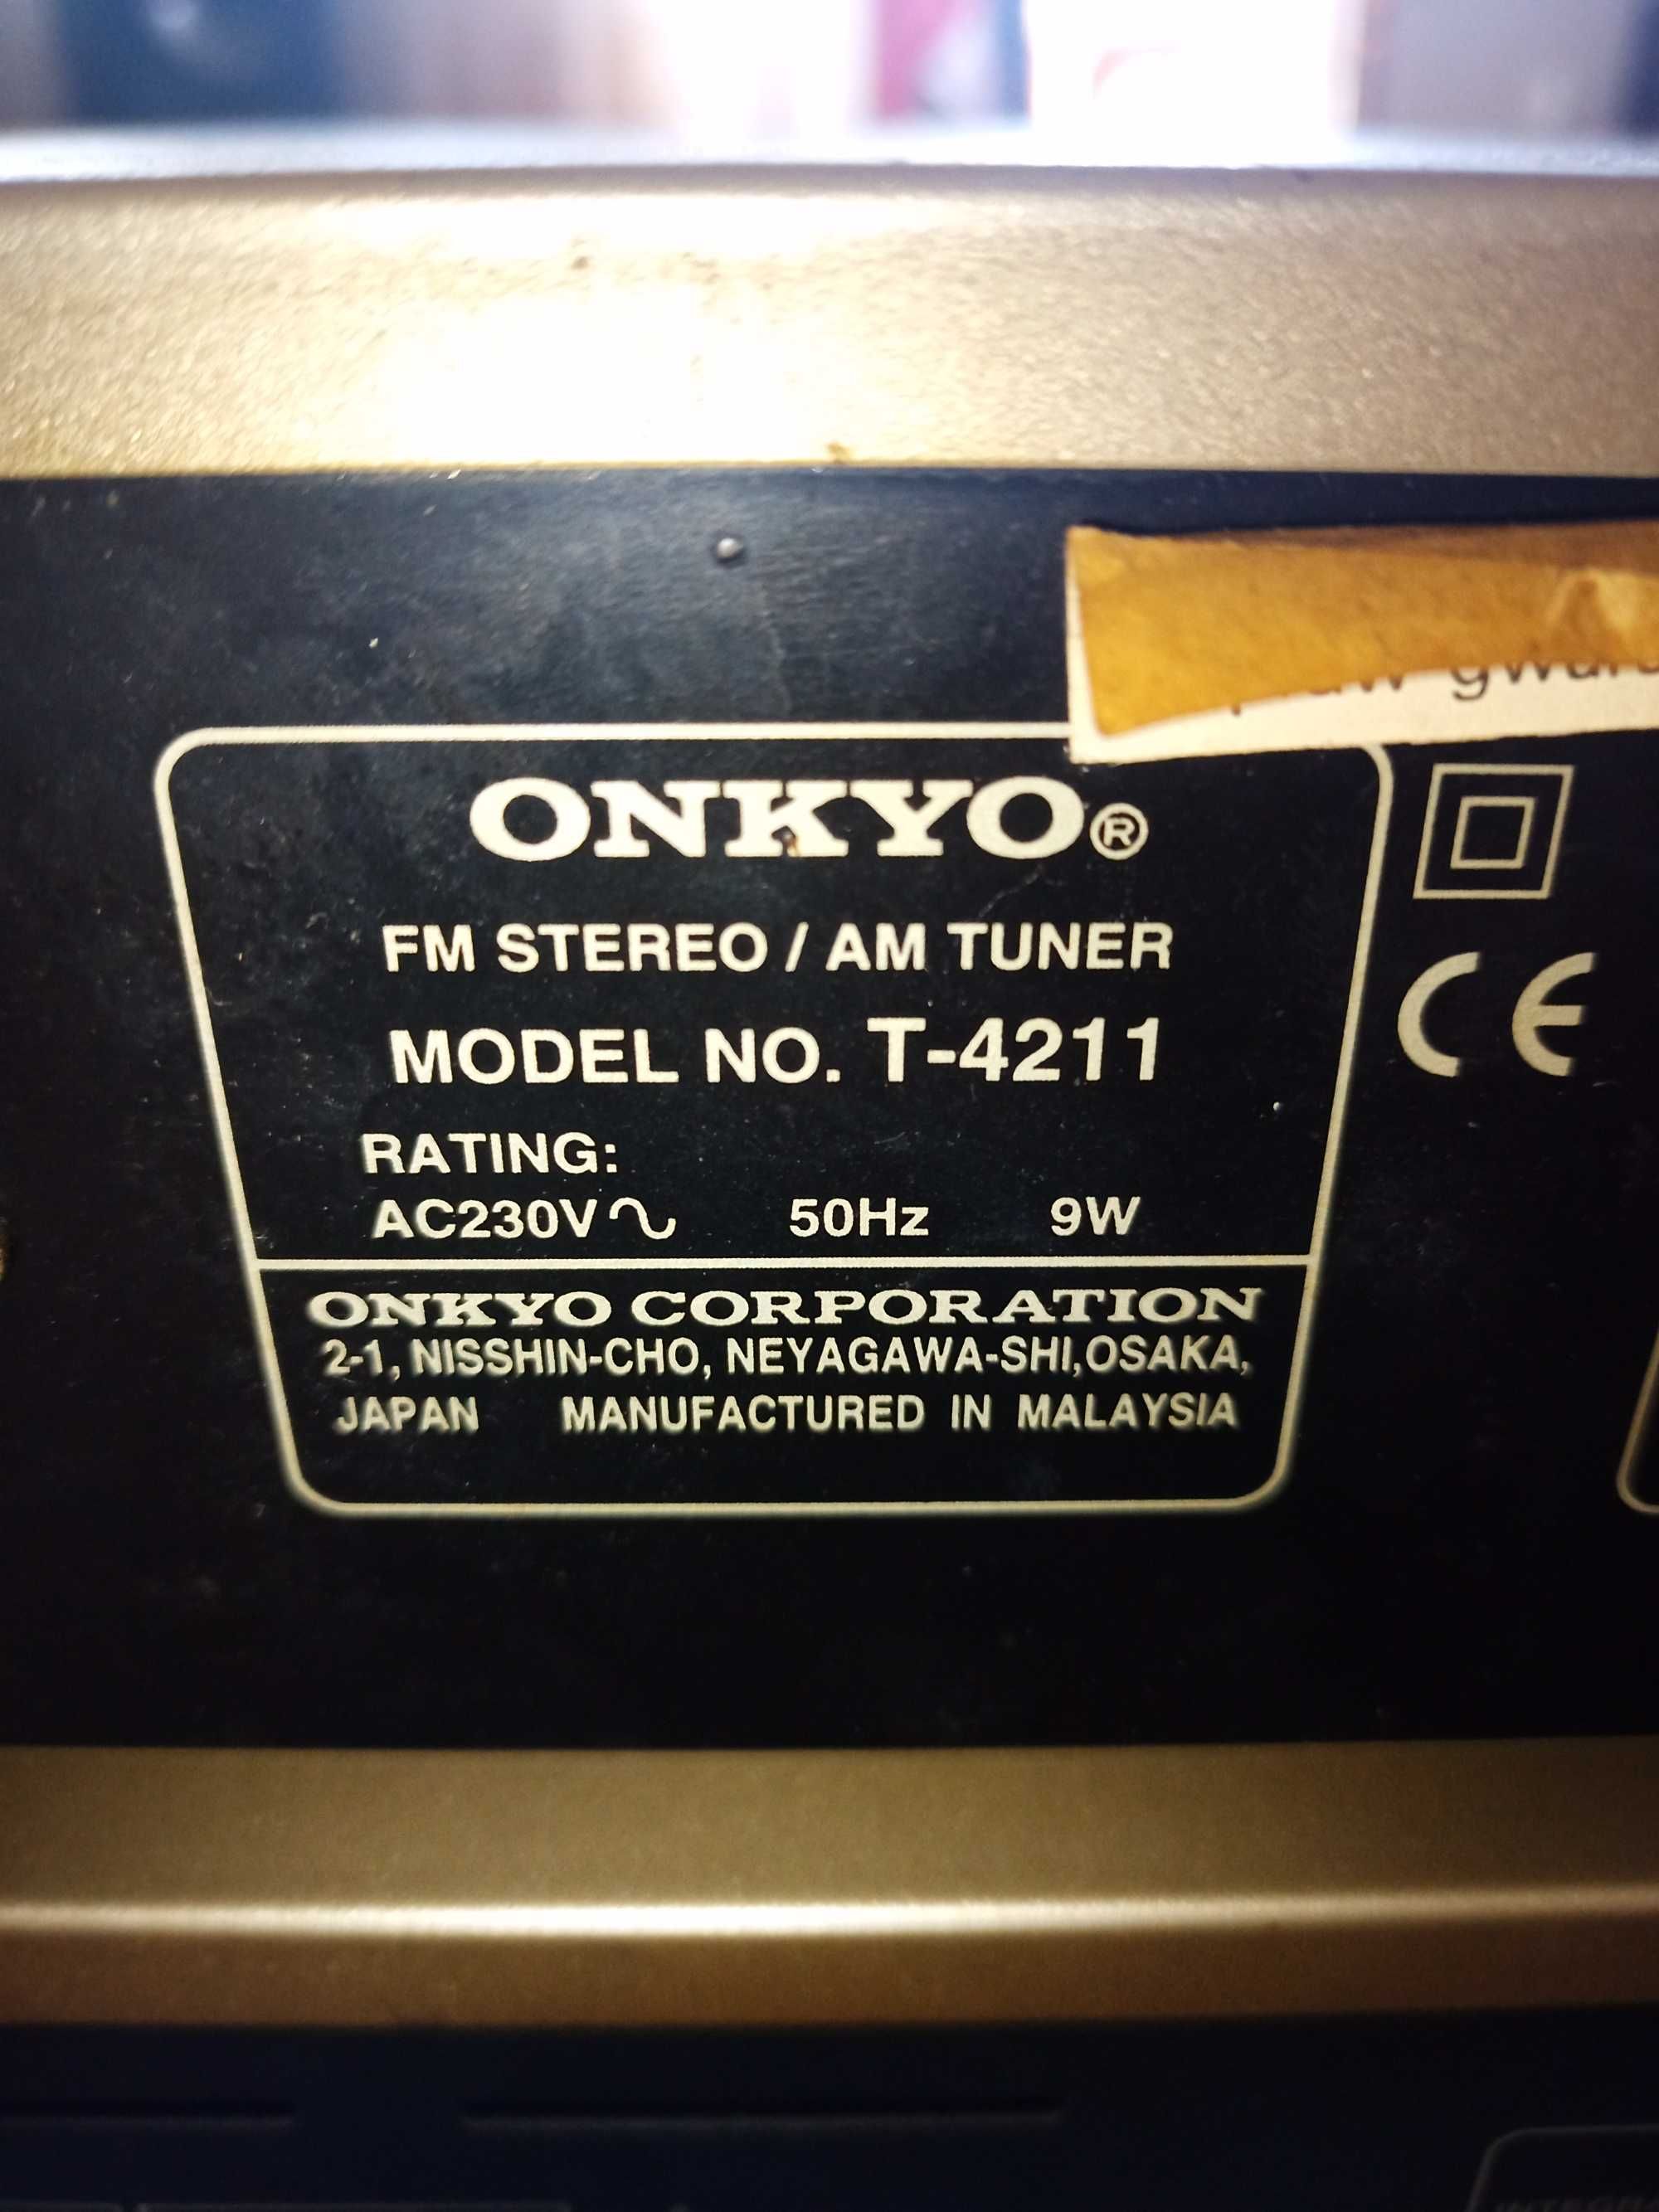 ONKYO®
FM STEREO / AM TUNER
MODEL NO. T-4211
RATING:
AC230V∿ 50Hz 9W
ONKYO CORPORATION
2-1, NISSHIN-CHO, NEYAGAWA-SHI,OSAKA,
JAPAN MANUFACTURED IN MALAYSIA
CE